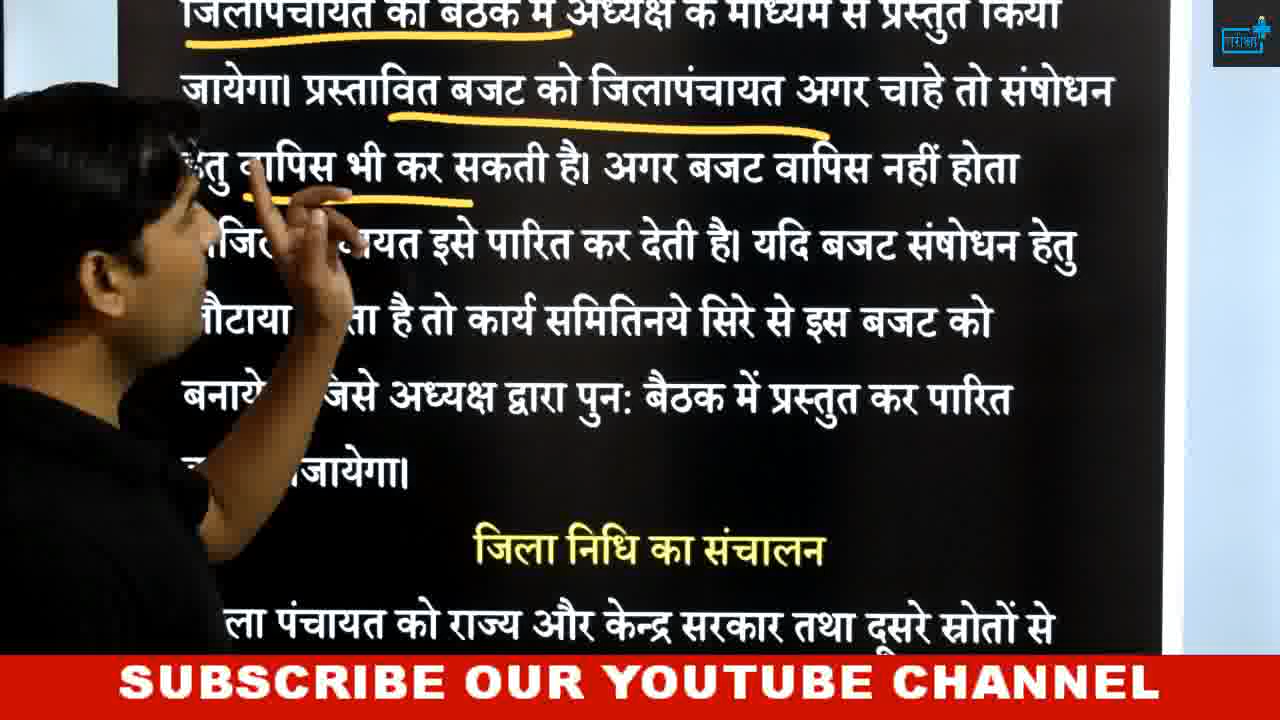 जिलापंचायत की बैठक में अध्यक्ष के माध्यम से प्रस्तुत किया
जायेगा। प्रस्तावित बजट को जिलापंचायत अगर चाहे तो संषोधन
हेतु वापिस भी कर सकती है। अगर बजट वापिस नहीं होता
इसे पारित कर देती है। यदि बजट संषोधन हेतु
है तो कार्य समितिनये सिरे से इस बजट को
अध्यक्ष द्वारा पुन: बैठक में प्रस्तुत कर पारित
जायेगा।
जिला निधि का संचालन
पंचायत को राज्य और केन्द्र सरकार तथा दूसरे स्रोतों से
SUBSCRIBE OUR YOUTUBE CHANNEL